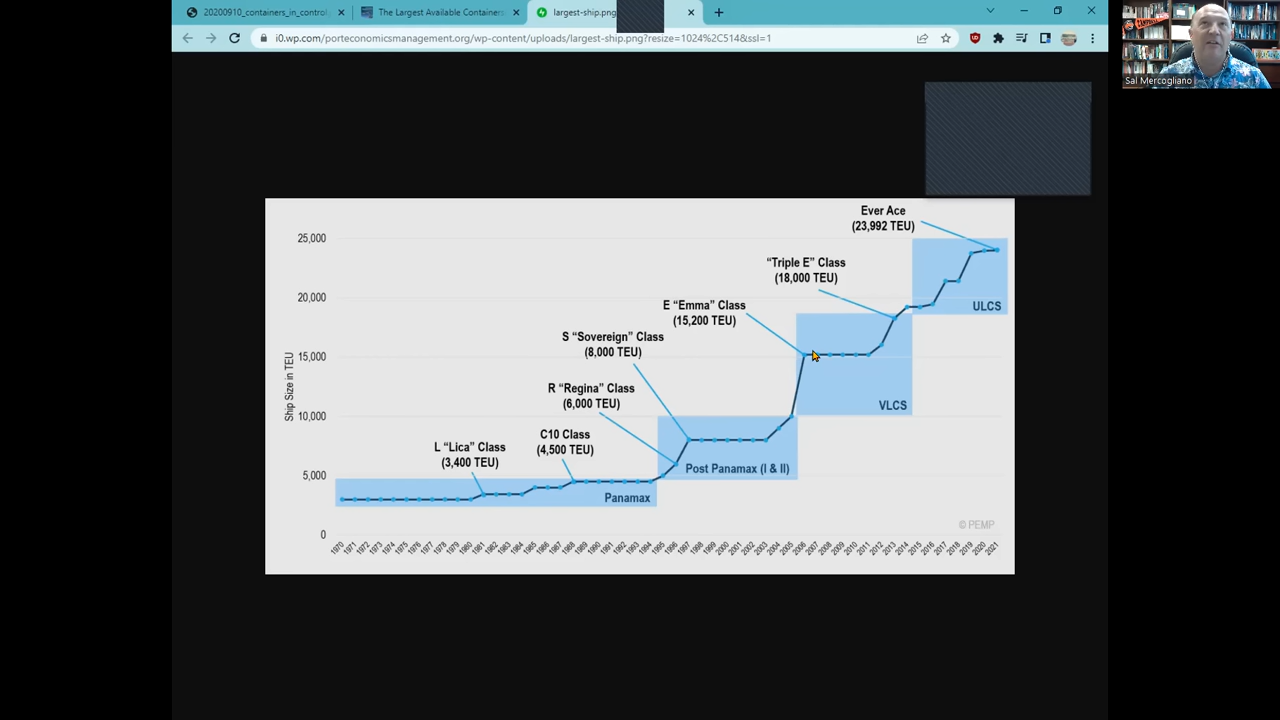 20200910_containers_in_control
The Largest Available Containers
largest-ship.png
i0.wp.com/porteconomicsmanagement.org/wp-content/uploads/largest-ship.png?resize=1024%2C514&ssl=1
Sal Mercogliano
Ever Ace
(23,992 TEU)
"Triple E" Class
(18,000 TEU)
E "Emma" Class
(15,200 TEU)
S "Sovereign" Class
(8,000 TEU)
R "Regina" Class
(6,000 TEU)
C10 Class
(4,500 TEU)
L "Lica" Class
(3,400 TEU)
Ship Size in TEU
25,000
20,000
15,000
10,000
5,000
0
Panamax
Post Panamax (I & II)
VLCS
ULCS
© PEMP
1970 1971 1972 1973 1974 1975 1976 1977 1978 1979 1980 1981 1982 1983 1984 1985 1986 1987 1988 1989 1990 1991 1992 1993 1994 1995 1996 1997 1998 1999 2000 2001 2002 2003 2004 2005 2006 2007 2008 2009 2010 2011 2012 2013 2014 2015 2016 2017 2018 2019 2020 2021